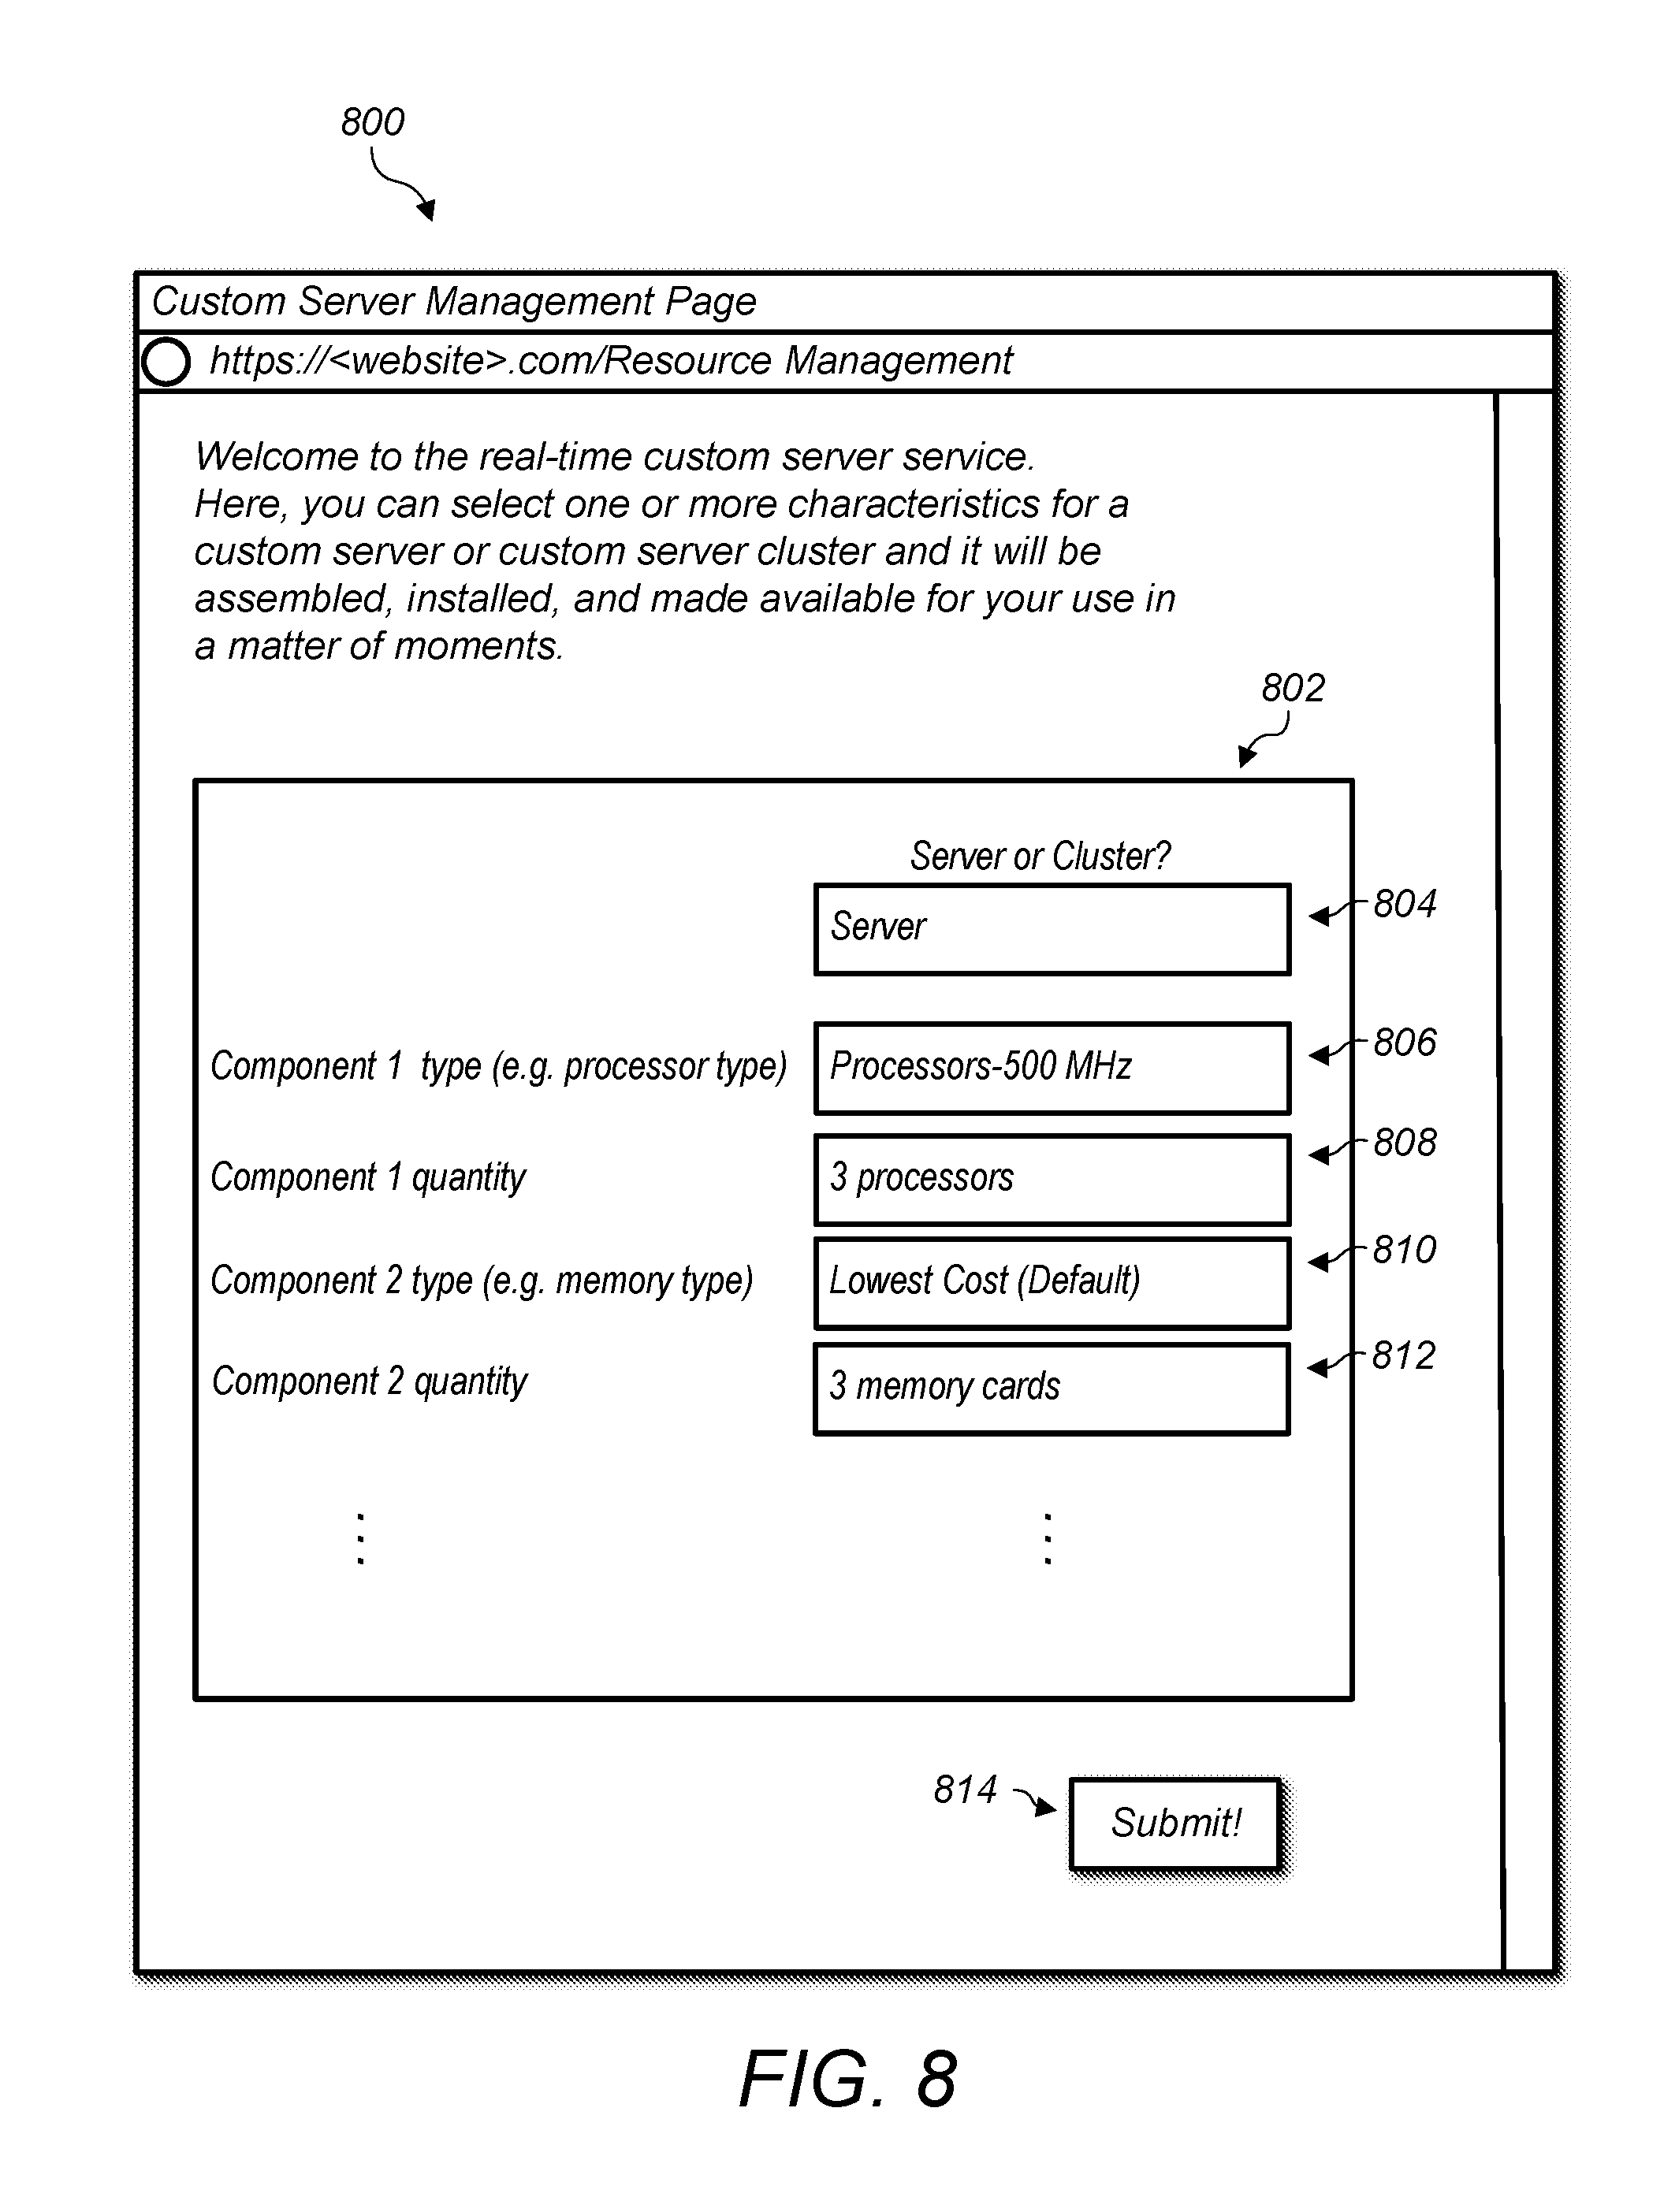 800
Custom Server Management Page
https://<website>.com/Resource Management
Welcome to the real-time custom server service.
Here, you can select one or more characteristics for a
custom server or custom server cluster and it will be
assembled, installed, and made available for your use in
a matter of moments.
802
Server or Cluster?
Server
804
Component 1 type (e.g. processor type)
Processors-500 MHz
806
Component 1 quantity
3 processors
808
Component 2 type (e.g. memory type)
Lowest Cost (Default)
810
Component 2 quantity
3 memory cards
812
814
Submit!
FIG. 8